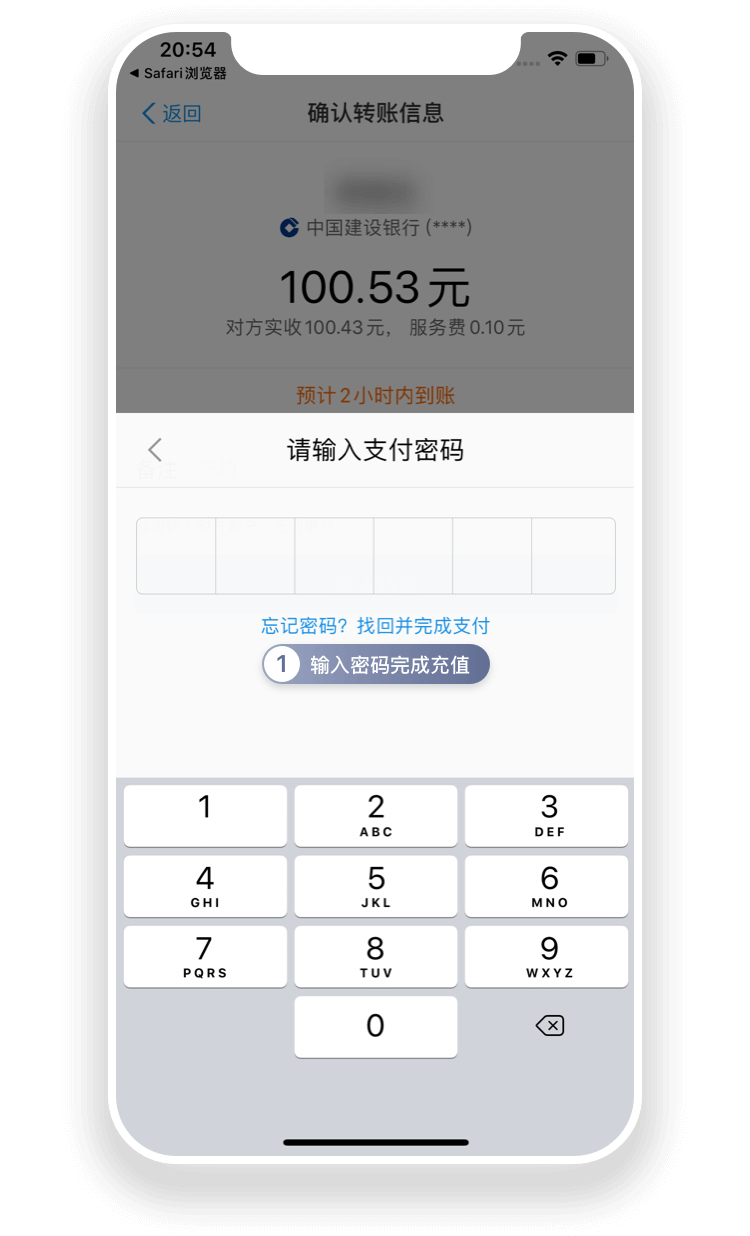 20:54
Safari浏览器
返回
确认转账信息
中国建设银行 (****)
100.53元
对方实收100.43元， 服务费0.10元
预计2小时内到账
请输入支付密码
忘记密码？找回并完成支付
1 输入密码完成充值
1
2
3
ABC
DEF
4
5
6
GHI
JKL
MNO
7
8
9
PQRS
TUV
WXYZ
0